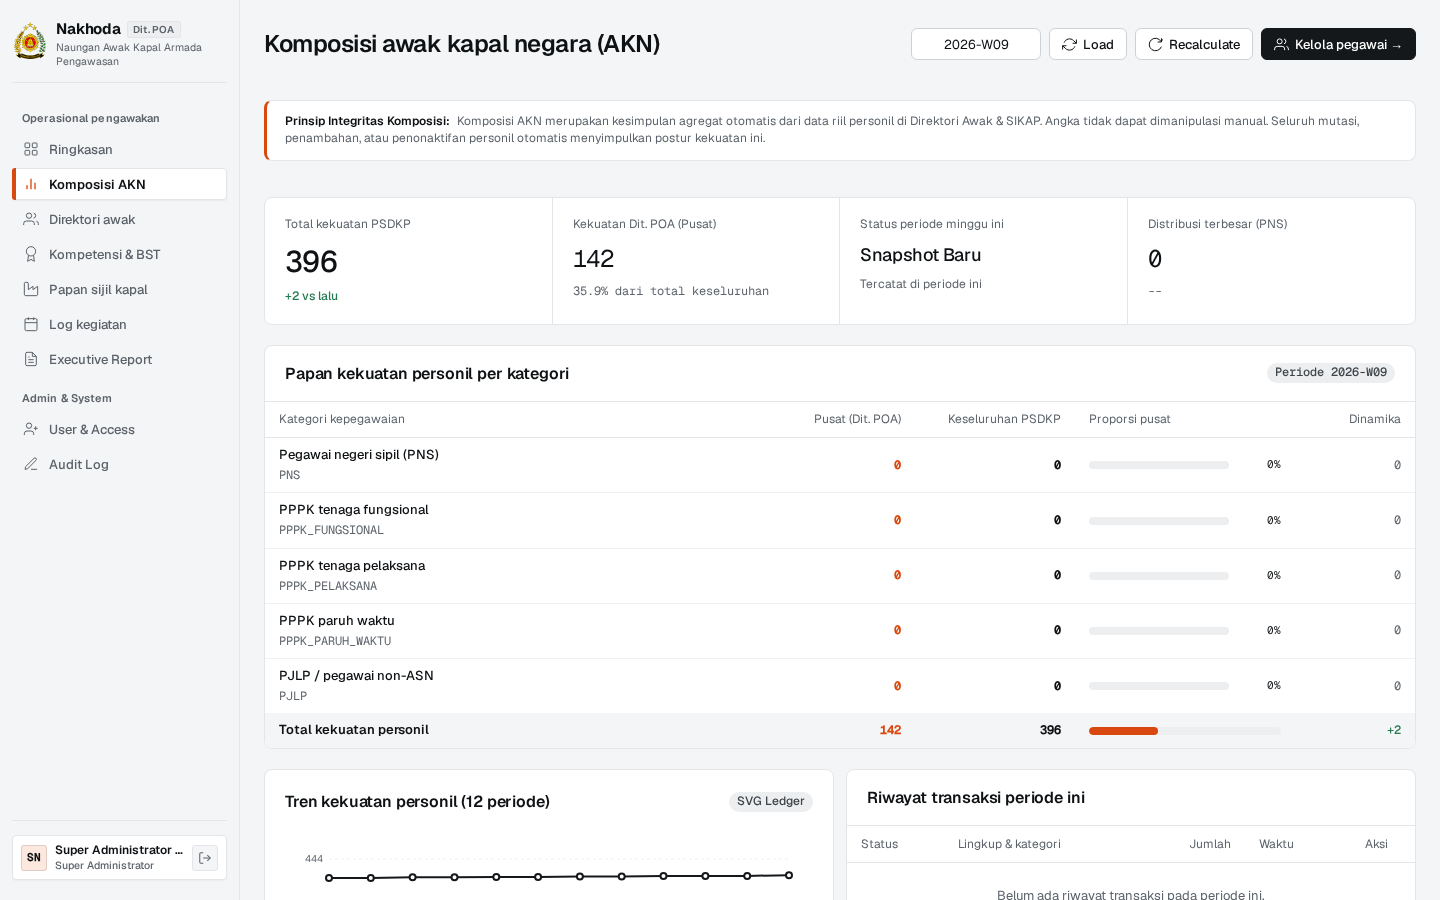 Nakhoda Dit. POA
Naungan Awak Kapal Armada
Pengawasan
Operasional pengawakan
Ringkasan
Komposisi AKN
Direktori awak
Kompetensi & BST
Papan sijil kapal
Log kegiatan
Executive Report
Admin & System
User & Access
Audit Log
SN
Super Administrator ...
Super Administrator
Komposisi awak kapal negara (AKN)
2026-W09
Load
Recalculate
Kelola pegawai →
Prinsip Integritas Komposisi: Komposisi AKN merupakan kesimpulan agregat otomatis dari data riil personil di Direktori Awak & SIKAP. Angka tidak dapat dimanipulasi manual. Seluruh mutasi,
penambahan, atau penonaktifan personil otomatis menyimpulkan postur kekuatan ini.
Total kekuatan PSDKP
396
+2 vs lalu
Kekuatan Dit. POA (Pusat)
142
35.9% dari total keseluruhan
Status periode minggu ini
Snapshot Baru
Tercatat di periode ini
Distribusi terbesar (PNS)
0
--
Papan kekuatan personil per kategori
Periode 2026-W09
Kategori kepegawaian Pusat (Dit. POA) Keseluruhan PSDKP Proporsi pusat Dinamika
Pegawai negeri sipil (PNS)
PNS
0 0 0% 0
PPPK tenaga fungsional
PPPK_FUNGSIONAL
0 0 0% 0
PPPK tenaga pelaksana
PPPK_PELAKSANA
0 0 0% 0
PPPK paruh waktu
PPPK_PARUH_WAKTU
0 0 0% 0
PJLP / pegawai non-ASN
PJLP
0 0 0% 0
Total kekuatan personil 142 396 +2
Tren kekuatan personil (12 periode)
SVG Ledger
444
Riwayat transaksi periode ini
Status Lingkup & kategori Jumlah Waktu Aksi
Belum ada riwayat transaksi pada periode ini.